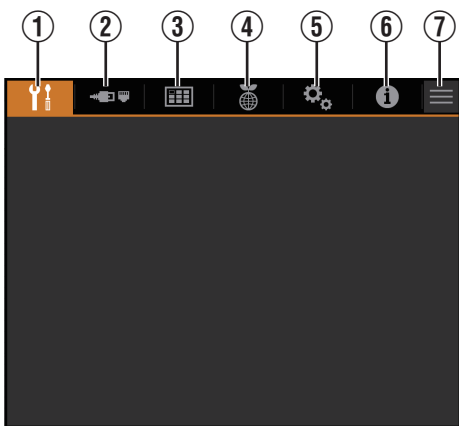 ① ② ③ ④ ⑤ ⑥ ⑦